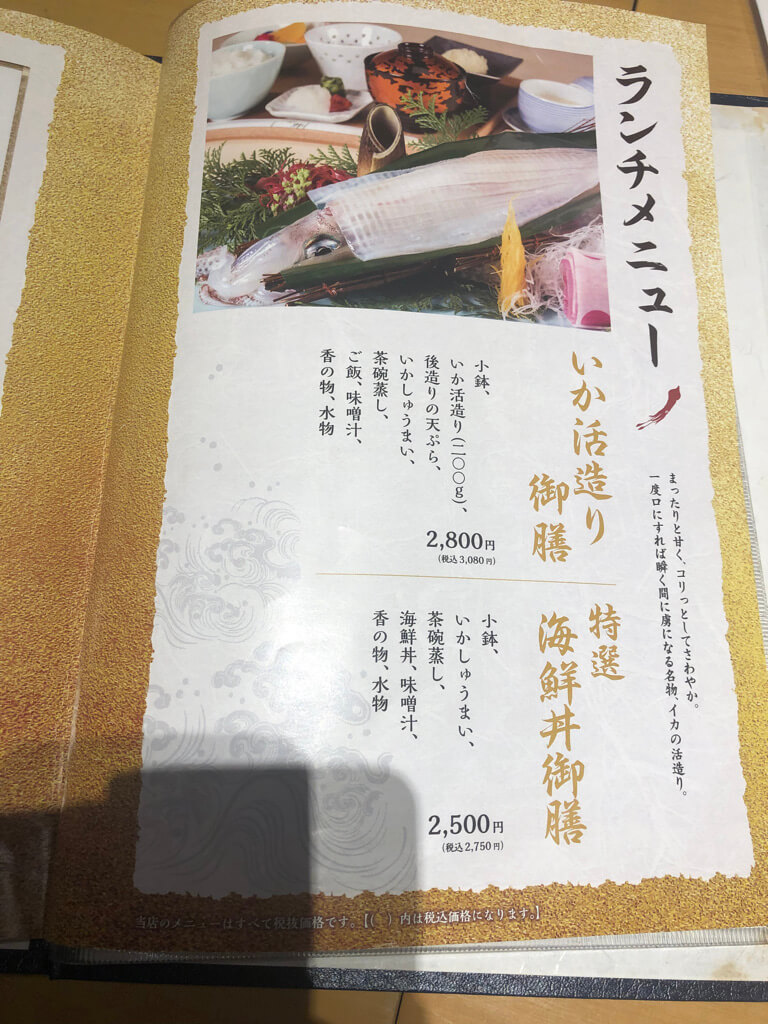 ランチメニュー
まったりと甘く、コリっとしてさわやか。
一度口にすれば瞬く間に虜になる名物、イカの活造り。
いか活造り
御膳
小鉢、
いか活造り(二〇〇g)、
後造りの天ぷら、
いかしゅうまい、
茶碗蒸し、
ご飯、味噌汁、
香の物、水物
2,800円
(税込3,080円)
特選
海鮮丼御膳
小鉢、
いかしゅうまい、
茶碗蒸し、
海鮮丼、味噌汁、
香の物、水物
2,500円
(税込2,750円)
当店のメニューはすべて税抜価格です。【( )内は税込価格になります。】